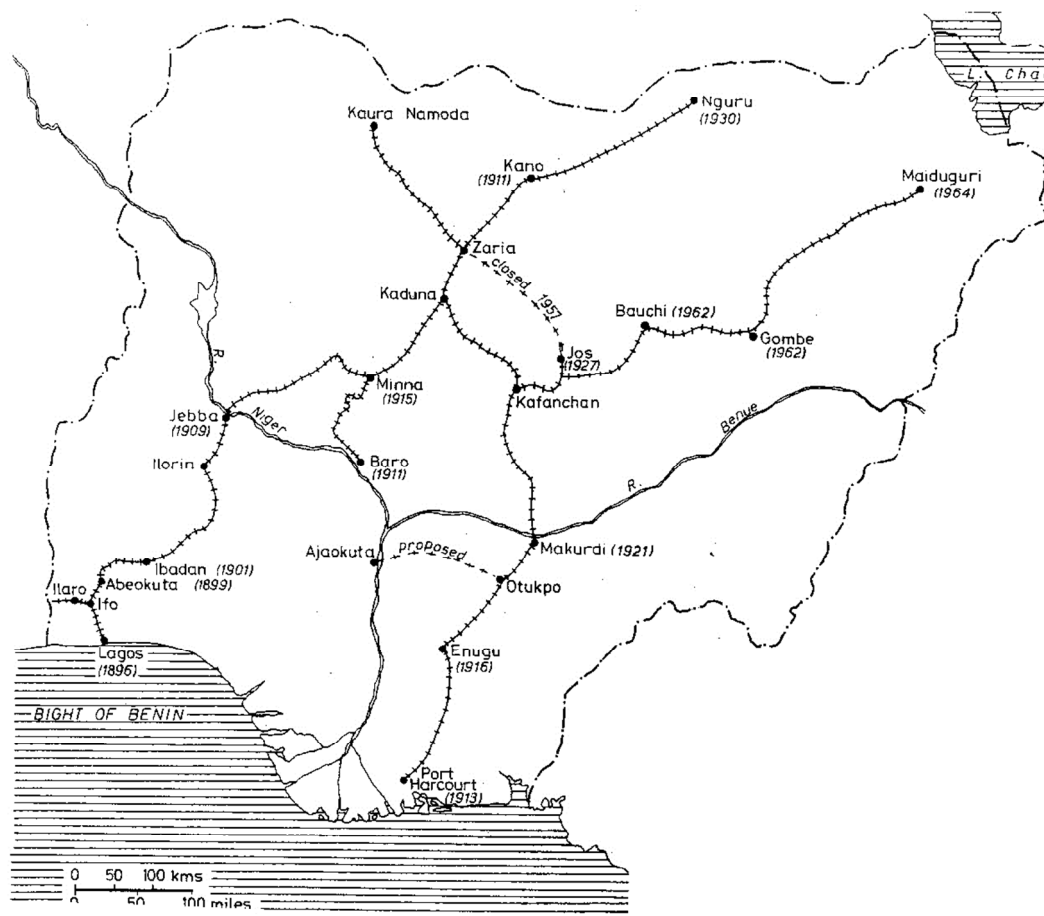 L. Cha
Nguru
(1930)
Kaura Namoda
Kano
(1911)
Maiduguri
(1964)
Zaria
closed 1957
Kaduna
Bauchi (1962)
Gombe
(1962)
Jos
(1927)
R.
Minna
(1915)
Kafanchan
Jebba
(1909)
Niger
Benue
R.
Ilorin
Baro
(1911)
Ajaokuta
proposed
Makurdi (1921)
Otukpo
Ibadan (1901)
Abeokuta (1899)
Ilaro
Ifo
Lagos
(1896)
Enugu
(1916)
BIGHT OF BENIN
Port
Harcourt
(1913)
0 50 100 kms
0 50 100 miles